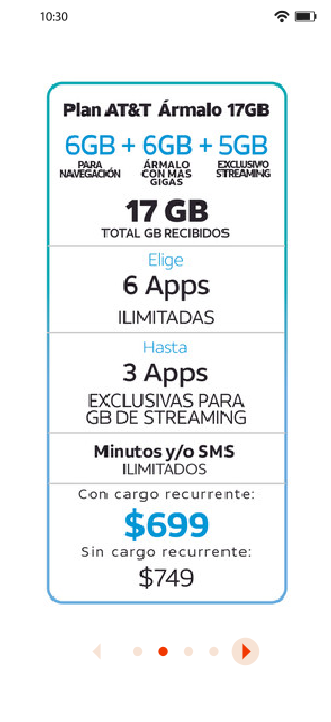 10:30
Plan AT&T Ármalo 17GB
6GB + 6GB + 5GB
PARA NAVEGACIÓN
ÁRMALO CON MAS GIGAS
EXCLUSIVO STREAMING
17 GB
TOTAL GB RECIBIDOS
Elige
6 Apps
ILIMITADAS
Hasta
3 Apps
EXCLUSIVAS PARA
GB DE STREAMING
Minutos y/o SMS
ILIMITADOS
Con cargo recurrente:
$699
Sin cargo recurrente:
$749